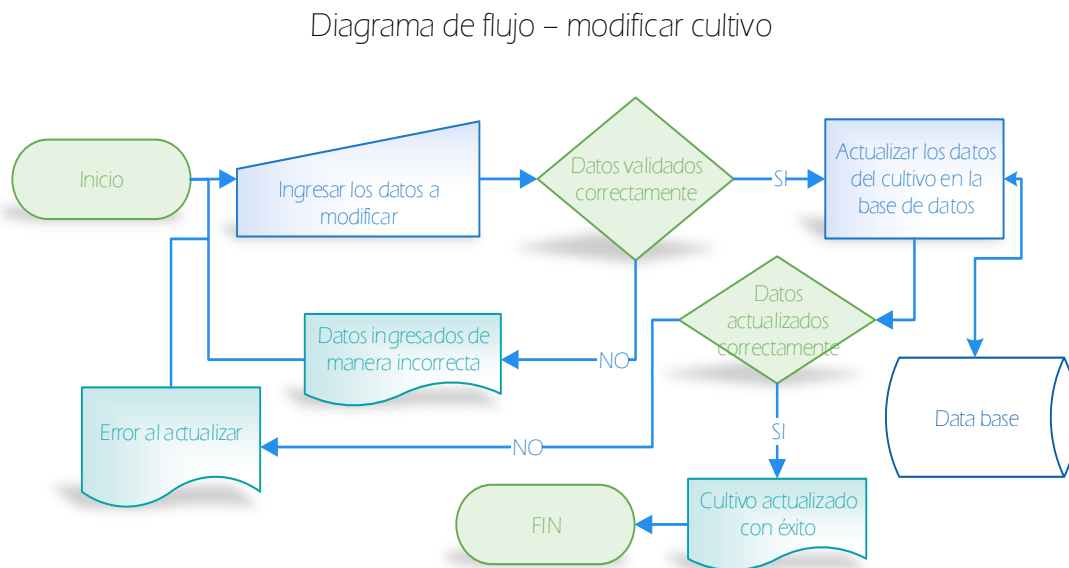 Diagrama de flujo – modificar cultivo
Inicio
Ingresar los datos a
modificar
Datos validados
correctamente
SI
Actualizar los datos
del cultivo en la
base de datos
Datos
actualizados
correctamente
Datos ingresados de
manera incorrecta
NO
Data base
Error al actualizar
NO
SI
Cultivo actualizado
con éxito
FIN